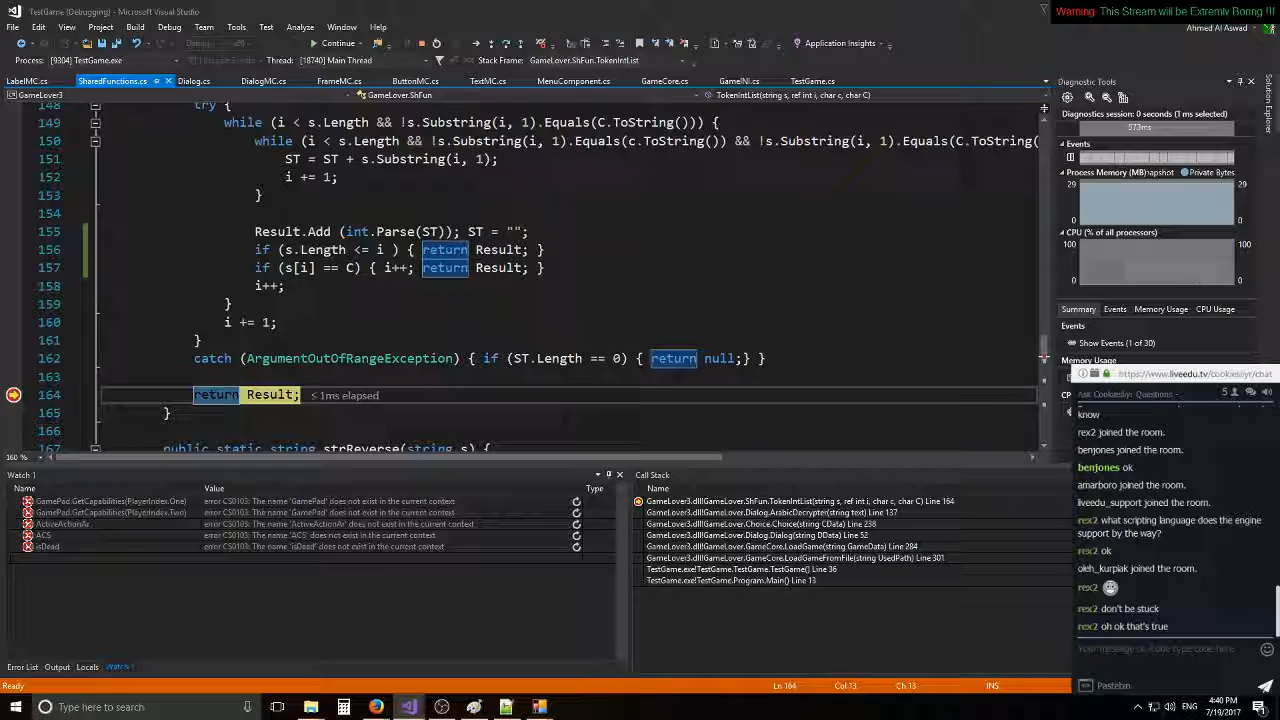 TestGame (Debugging) - Microsoft Visual Studio
Warning: This Stream will be Extremly Boring !!!
File Edit View Project Build Debug Team Tools Test Analyze Window Help
Ahmed Al Aswad
Debug Continue Application Insights
Process: [9304] TestGame.exe Thread: [18740] Main Thread Stack Frame: GameLover.ShFun.TokenIntList
LabelMC.cs SharedFunctions.cs Dialog.cs DialogMC.cs FrameMC.cs ButtonMC.cs TextMC.cs MenuComponent.cs GameCore.cs GameINI.cs TestGame.cs
GameLover3 GameLover.ShFun TokenIntList(string s, ref int i, char c, char C)
148 try {
149 while (i < s.Length && !s.Substring(i, 1).Equals(C.ToString())) {
150 while (i < s.Length && !s.Substring(i, 1).Equals(c.ToString()) && !s.Substring(i, 1).Equals(C.ToString(
151 ST = ST + s.Substring(i, 1);
152 i += 1;
153 }
154
155 Result.Add (int.Parse(ST)); ST = "";
156 if (s.Length <= i ) { return Result; }
157 if (s[i] == C) { i++; return Result; }
158 i++;
159 }
160 i += 1;
161 }
162 catch (ArgumentOutOfRangeException) { if (ST.Length == 0) { return null;} }
163
164 return Result; ≤ 1ms elapsed
165 }
166
167 public static string strReverse(string s) {
160 %
Diagnostic Tools
Solution Explorer
Diagnostics session: 0 seconds (1 ms selected)
573ms
Events
Process Memory (MB) Snapshot Private Bytes
29 29
0 0
CPU (% of all processors)
100 100
0 0
Summary Events Memory Usage CPU Usage
Events
Show Events (1 of 30)
Memory Usage
https://www.liveedu.tv/cookiesliyr/chat
Ask Cookiesliy: Questions - 5
know
rex2 joined the room.
benjones joined the room.
benjones ok
amarboro joined the room.
liveedu_support joined the room.
rex2 what scripting language does the engine
support by the way?
rex2 ok
oleh_kurpiak joined the room.
rex2
rex2 don't be stuck
rex2 oh ok that's true
Pastebin
Watch 1
Name Value Type
GamePad.GetCapabilities(PlayerIndex.One) error CS0103: The name 'GamePad' does not exist in the current context
GamePad.GetCapabilities(PlayerIndex.Two) error CS0103: The name 'GamePad' does not exist in the current context
ActiveActionAr error CS0103: The name 'ActiveActionAr' does not exist in the current context
ACS error CS0103: The name 'ACS' does not exist in the current context
isDead error CS0103: The name 'isDead' does not exist in the current context
Call Stack
Name
GameLover3.dll!GameLover.ShFun.TokenIntList(string s, ref int i, char c, char C) Line 164
GameLover3.dll!GameLover.Dialog.ArabicDecrypter(string text) Line 137
GameLover3.dll!GameLover.Choice.Choice(string CData) Line 238
GameLover3.dll!GameLover.Dialog.Dialog(string DData) Line 52
GameLover3.dll!GameLover.GameCore.LoadGame(string GameData) Line 284
GameLover3.dll!GameLover.GameCore.LoadGameFromFile(string UsedPath) Line 301
TestGame.exe!TestGame.TestGame.TestGame() Line 36
TestGame.exe!TestGame.Program.Main() Line 13
Error List Output Locals Watch 1
Ready Ln 164 Col 13 Ch 13 INS
Type here to search
ENG
4:40 PM
7/19/2017